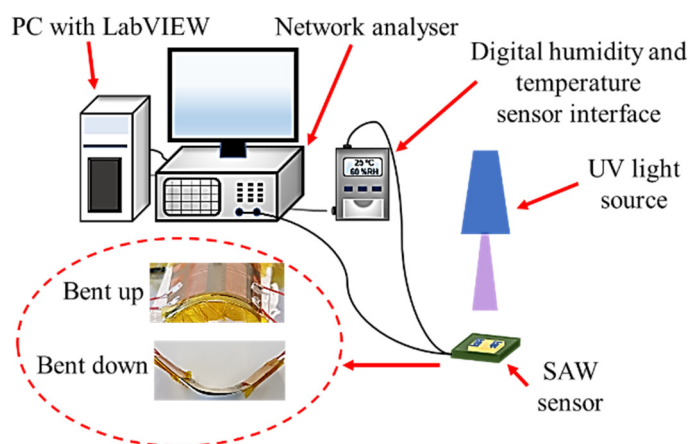 PC with LabVIEW
Network analyser
Digital humidity and
temperature
sensor interface
25 °C
60 %RH
UV light
source
Bent up
Bent down
SAW
sensor